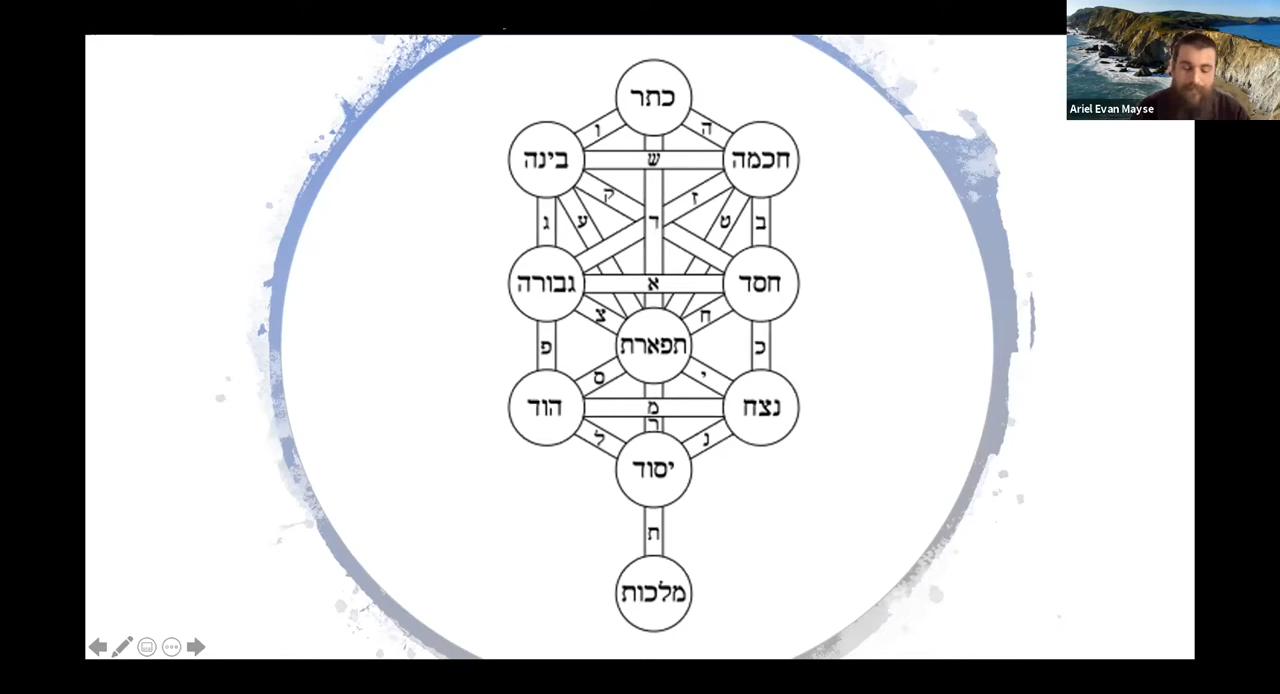 Ariel Evan Mayse
כתר
ה
ו
חכמה
ש
בינה
ז
ק
ב
ט
ד
ע
ג
חסד
א
גבורה
ח
צ
כ
תפארת
פ
י
ס
נצח
מ
הוד
ר
נ
ל
יסוד
ת
מלכות